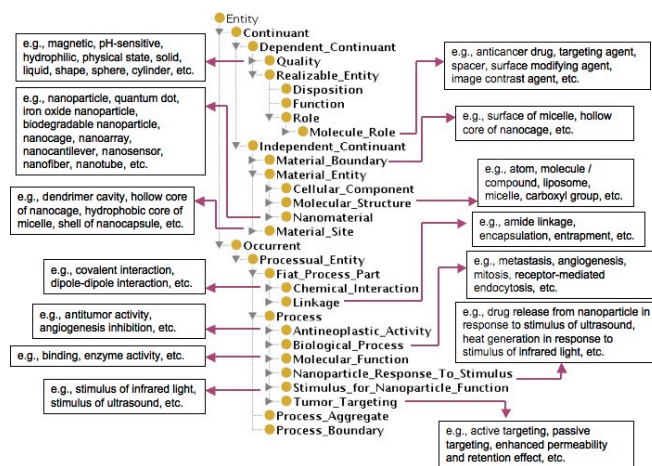 Entity
Continuant
Dependent_Continuant
Quality
Realizable_Entity
Disposition
Function
Role
Molecule_Role
Independent_Continuant
Material_Boundary
Material_Entity
Cellular_Component
Molecular_Structure
Nanomaterial
Material_Site
Occurrent
Processual_Entity
Fiat_Process_Part
Chemical_Interaction
Linkage
Process
Antineoplastic_Activity
Biological_Process
Molecular_Function
Nanoparticle_Response_To_Stimulus
Stimulus_for_Nanoparticle_Function
Tumor_Targeting
Process_Aggregate
Process_Boundary
e.g., magnetic, pH-sensitive,
hydrophilic, physical state, solid,
liquid, shape, sphere, cylinder, etc.
e.g., nanoparticle, quantum dot,
iron oxide nanoparticle,
biodegradable nanoparticle,
nanocage, nanoarray,
nanocantilever, nanosensor,
nanofiber, nanotube, etc.
e.g., dendrimer cavity, hollow core
of nanocage, hydrophobic core of
micelle, shell of nanocapsule, etc.
e.g., covalent interaction,
dipole-dipole interaction, etc.
e.g., antitumor activity,
angiogenesis inhibition, etc.
e.g., binding, enzyme activity, etc.
e.g., stimulus of infrared light,
stimulus of ultrasound, etc.
e.g., anticancer drug, targeting agent,
spacer, surface modifying agent,
image contrast agent, etc.
e.g., surface of micelle, hollow
core of nanocage, etc.
e.g., atom, molecule /
compound, liposome,
micelle, carboxyl group, etc.
e.g., amide linkage,
encapsulation, entrapment, etc.
e.g., metastasis, angiogenesis,
mitosis, receptor-mediated
endocytosis, etc.
e.g., drug release from nanoparticle in
response to stimulus of ultrasound,
heat generation in response to
stimulus of infrared light, etc.
e.g., active targeting, passive
targeting, enhanced permeability
and retention effect, etc.